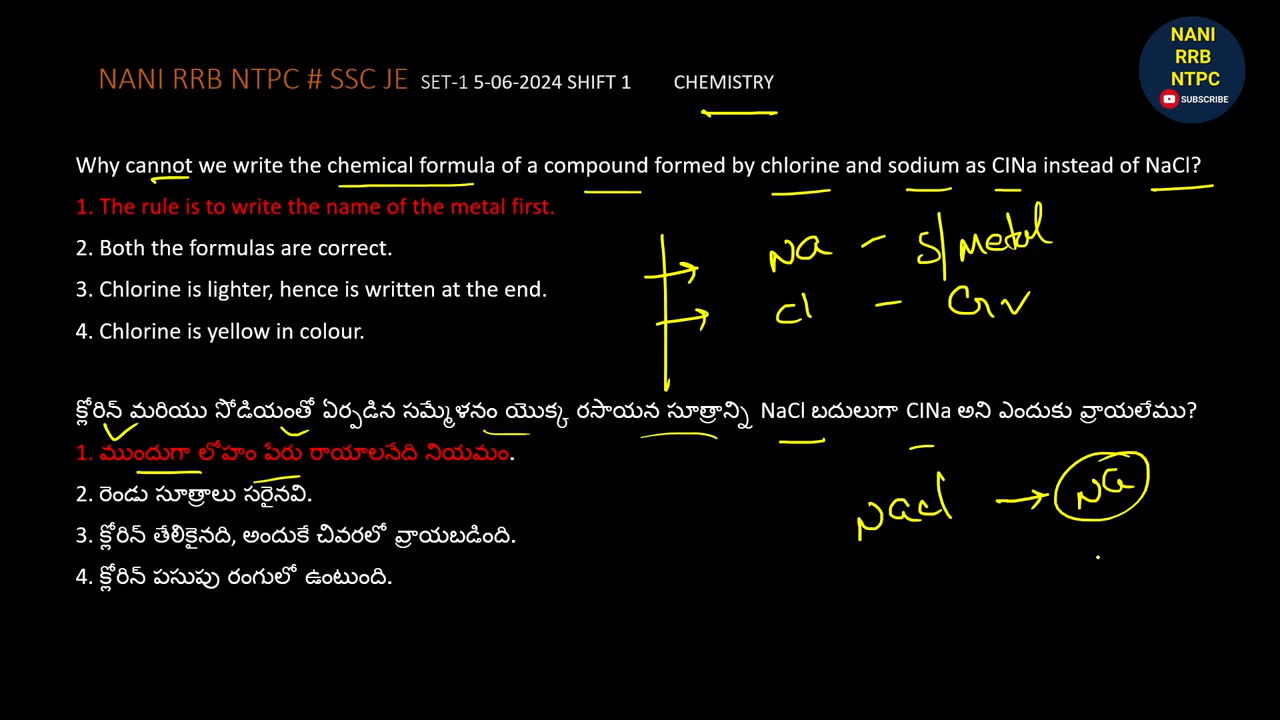 NANI RRB NTPC # SSC JE SET-1 5-06-2024 SHIFT 1 CHEMISTRY
NANI
RRB
NTPC
SUBSCRIBE
Why cannot we write the chemical formula of a compound formed by chlorine and sodium as ClNa instead of NaCl?
1. The rule is to write the name of the metal first.
2. Both the formulas are correct.
3. Chlorine is lighter, hence is written at the end.
4. Chlorine is yellow in colour.
Na - S/Metal
Cl -
క్లోరిన్ మరియు సోడియంతో ఏర్పడిన సమ్మేళనం యొక్క రసాయన సూత్రాన్ని NaCl బదులుగా ClNa అని ఎందుకు వ్రాయలేము?
1. ముందుగా లోహం పేరు రాయాలనేది నియమం.
2. రెండు సూత్రాలు సరైనవి.
3. క్లోరిన్ తేలికైనది, అందుకే చివరలో వ్రాయబడింది.
4. క్లోరిన్ పసుపు రంగులో ఉంటుంది.
Nacl → Na